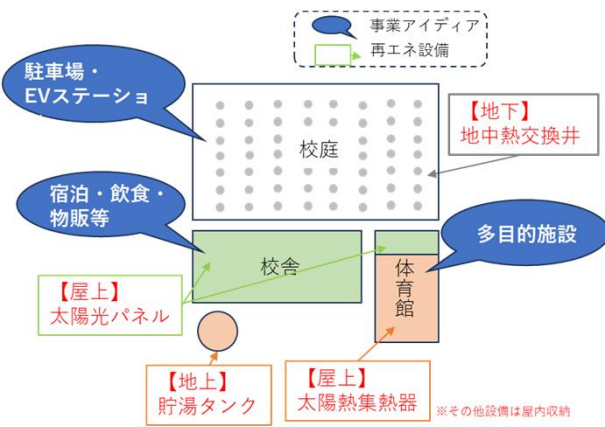 事業アイディア
再エネ設備
駐車場・
EVステーショ
校庭
【地下】
地中熱交換井
宿泊・飲食・
物販等
多目的施設
校舎
体育館
【屋上】
太陽光パネル
【地上】
貯湯タンク
【屋上】
太陽熱集熱器
※その他設備は屋内収納